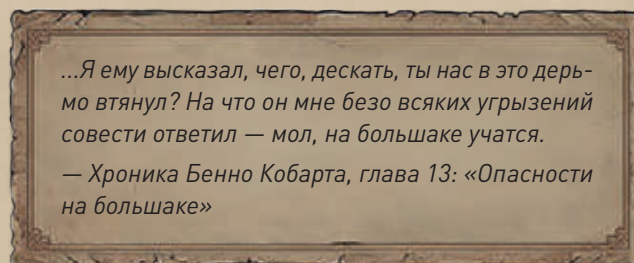 ...Я ему высказал, чего, дескать, ты нас в это дерь-
мо втянул? На что он мне безо всяких угрызений
совести ответил — мол, на большаке учатся.
— Хроника Бенно Кобарта, глава 13: «Опасности
на большаке»